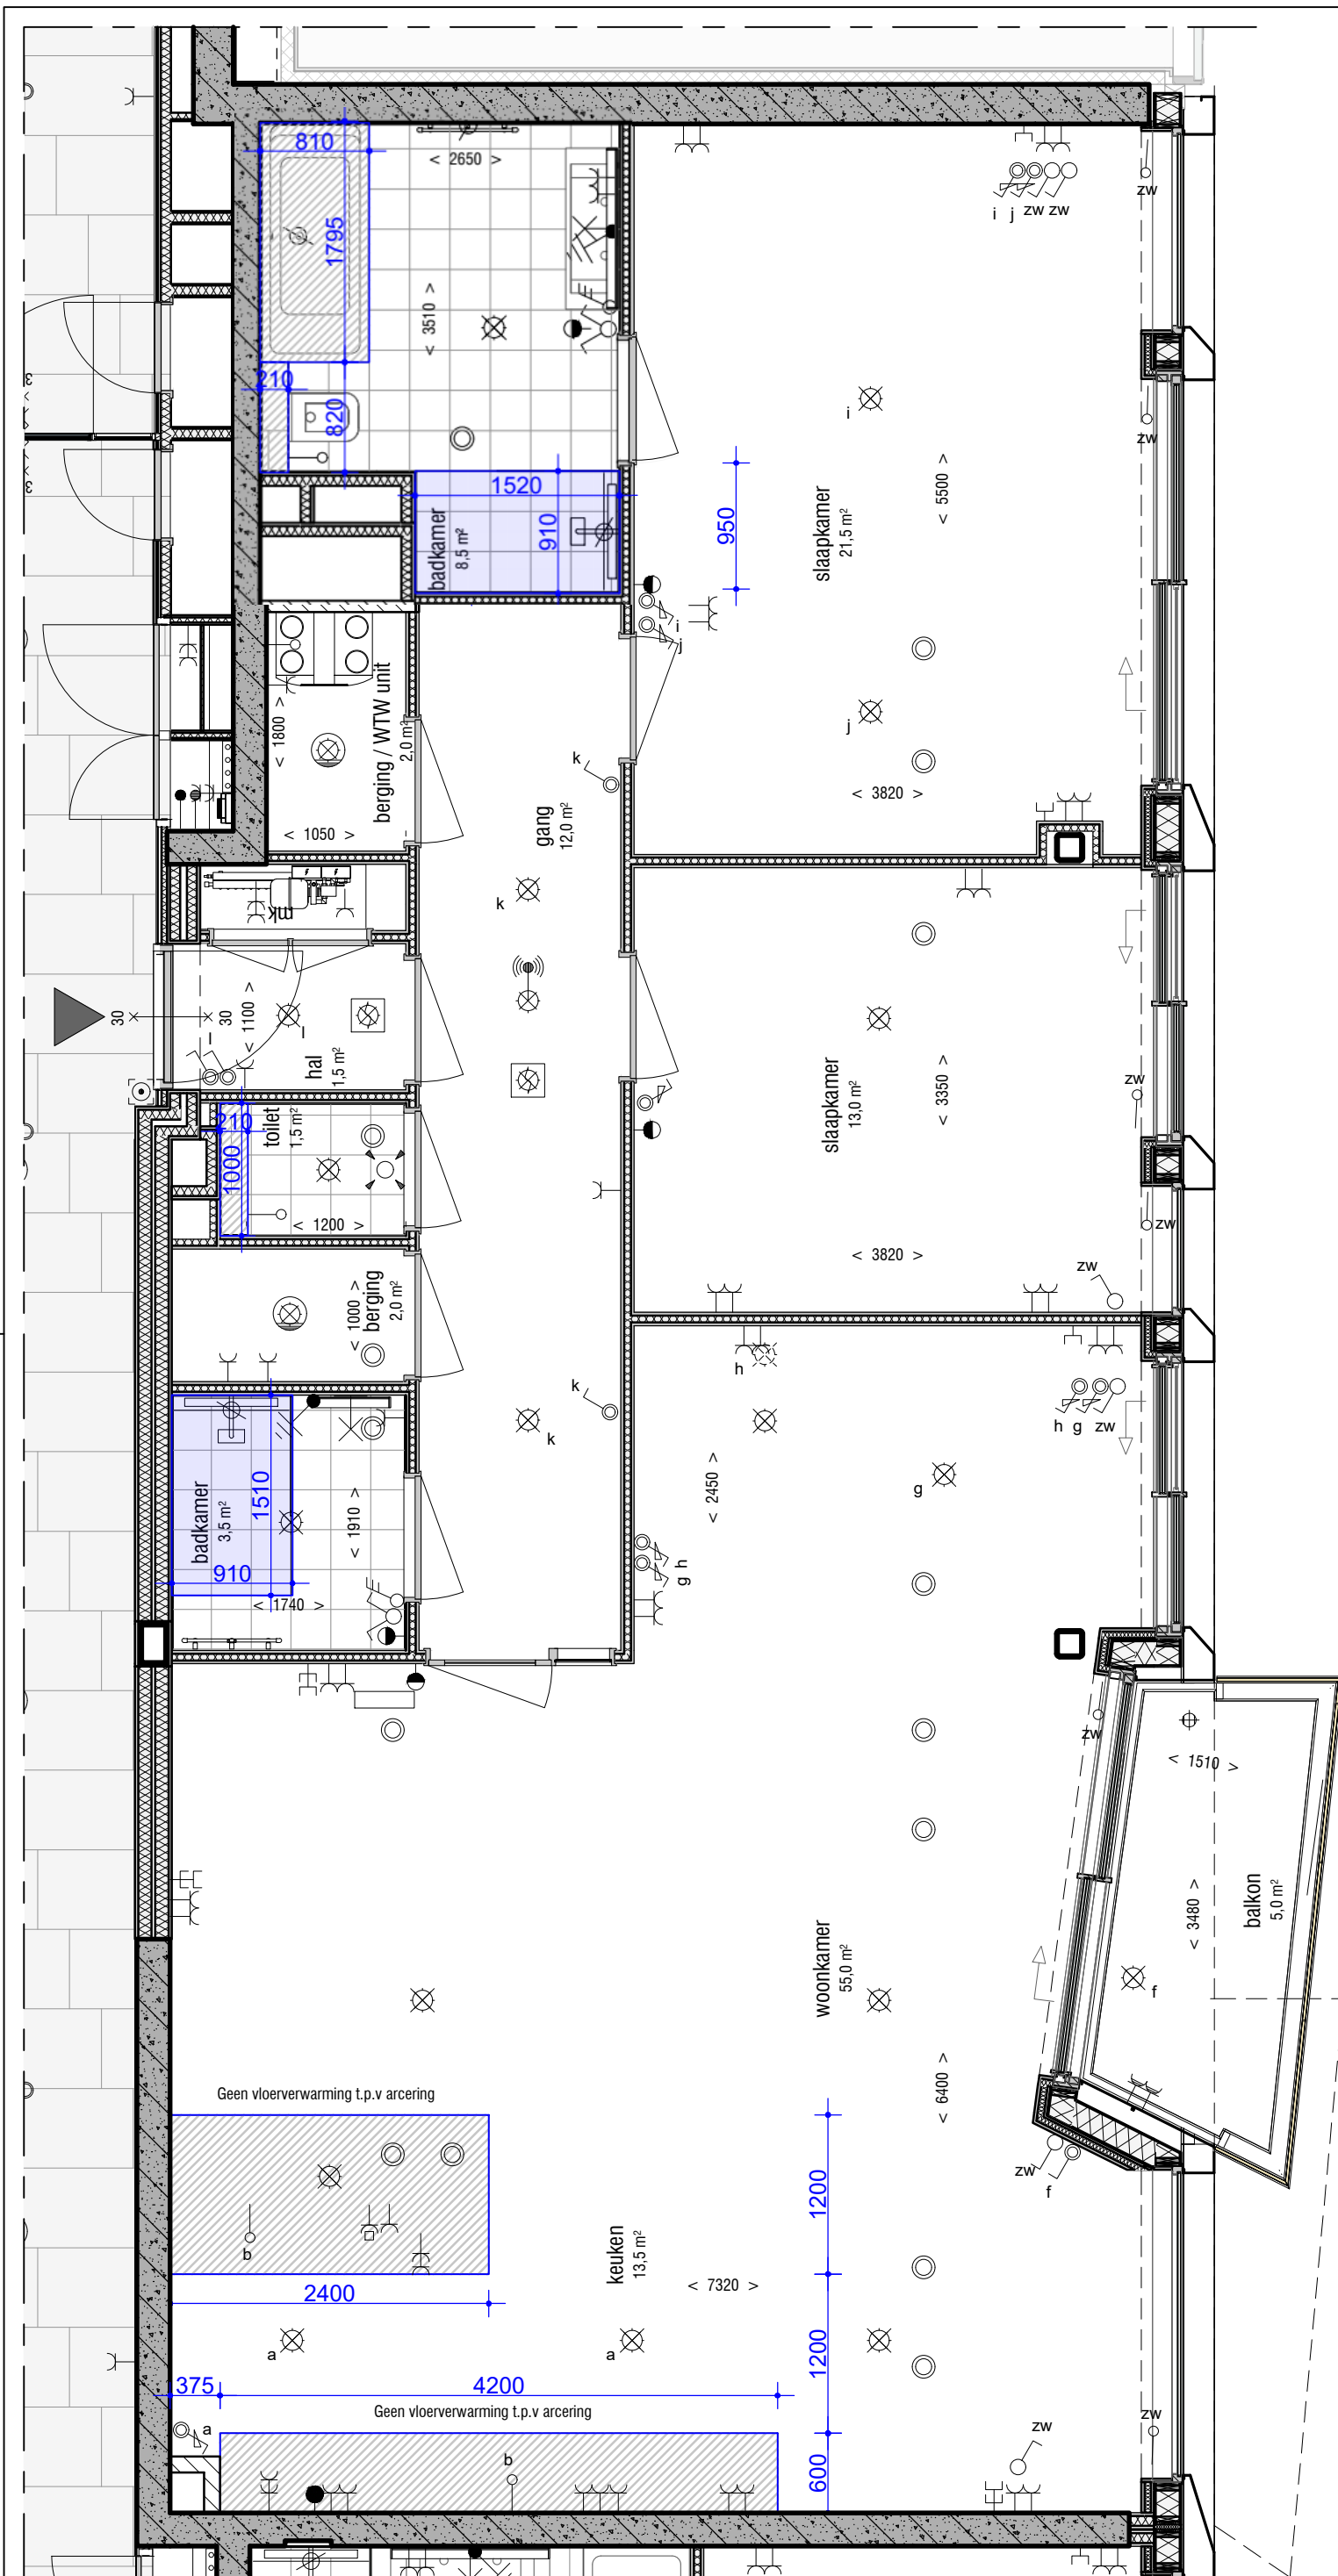 810
< 2650 >
1795
< 3510 >
i j zw zw
zw
210
820
i
zw
1520
badkamer
8,5 m²
910
950
slaapkamer
21,5 m²
< 5500 >
i
j
berging / WTW unit
2,0 m²
< 1800 >
< 1050 >
k
gang
12,0 m²
j
< 3820 >
mk
k
30
30
< 1100 >
l
l
hal
1,5 m²
slaapkamer
13,0 m²
< 3350 >
zw
210
toilet
1,5 m²
1000
< 1200 >
zw
< 3820 >
zw
< 1000 >
berging
2,0 m²
h
k
k
h g zw
badkamer
3,5 m²
1510
< 1910 >
910
< 1740 >
< 2450 >
g
g h
zw
< 1510 >
woonkamer
55,0 m²
< 3480 >
balkon
5,0 m²
f
< 6400 >
Geen vloerverwarming t.p.v arcering
zw
f
1200
b
keuken
13,5 m²
< 7320 >
2400
a
a
1200
375
4200
Geen vloerverwarming t.p.v arcering
a
b
zw
zw
600